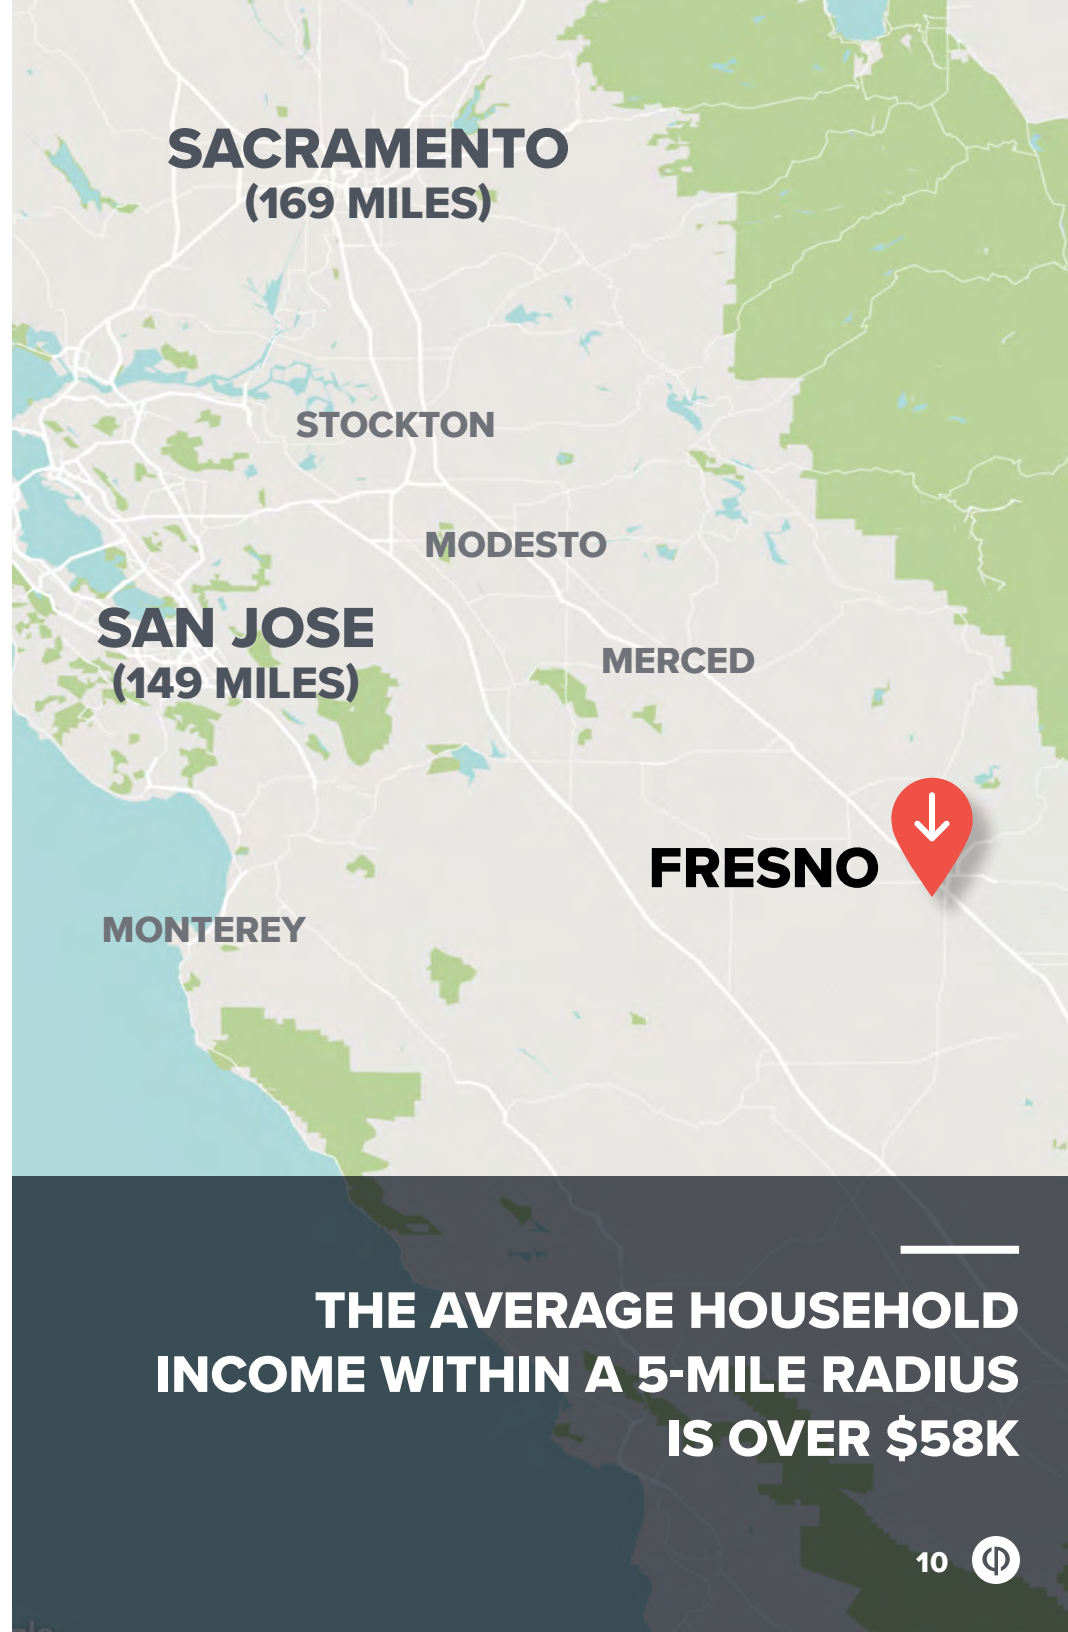 SACRAMENTO
(169 MILES)
STOCKTON
MODESTO
SAN JOSE
(149 MILES)
MERCED
FRESNO
MONTEREY
THE AVERAGE HOUSEHOLD
INCOME WITHIN A 5-MILE RADIUS
IS OVER $58K
10